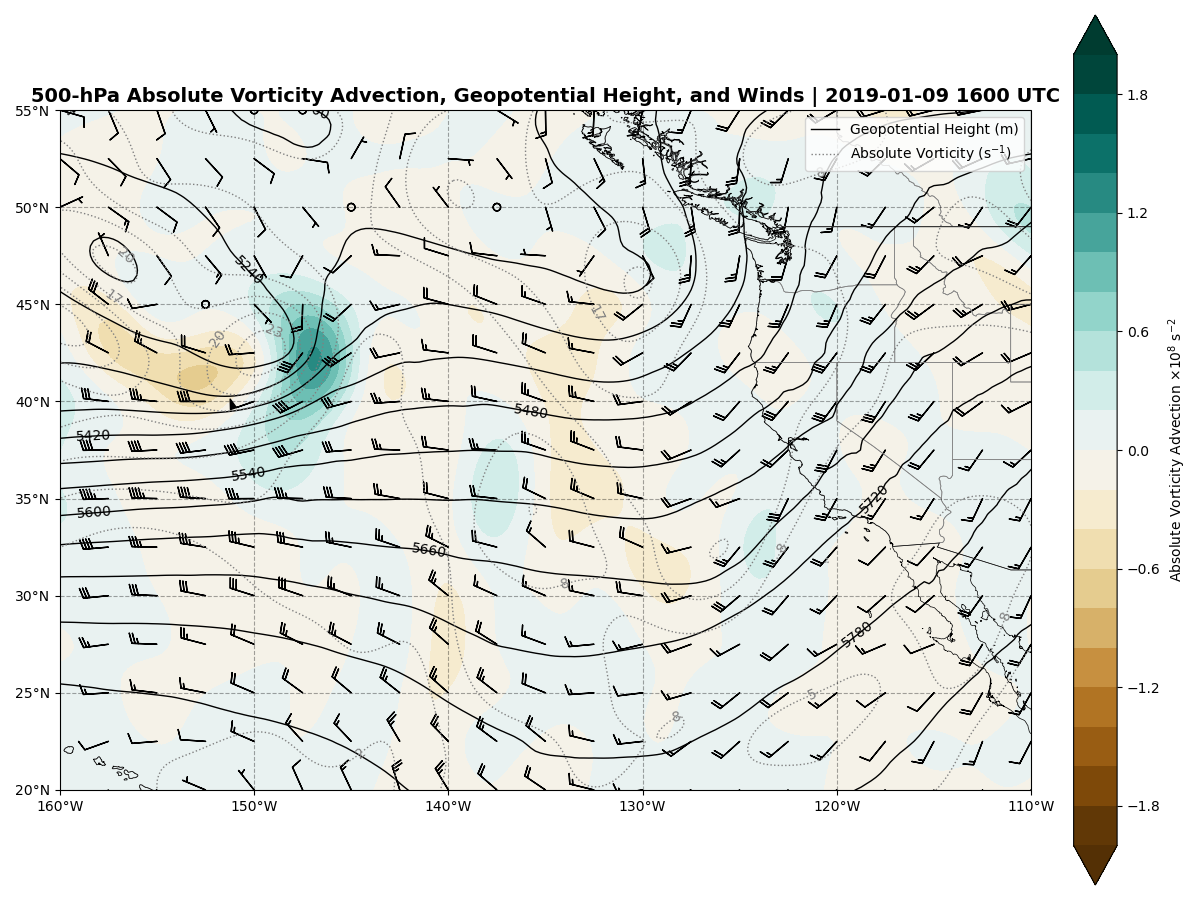 500-hPa Absolute Vorticity Advection, Geopotential Height, and Winds | 2019-01-09 1600 UTC
Geopotential Height (m)
Absolute Vorticity (s⁻¹)
55°N
50°N
45°N
40°N
35°N
30°N
25°N
20°N
160°W
150°W
140°W
130°W
120°W
110°W
5240
5420
5480
5540
5600
5660
5720
5780
20
17
20
23
17
8
8
8
8
5
8
1.8
1.2
0.6
0.0
−0.6
−1.2
−1.8
Absolute Vorticity Advection ×10⁸ s⁻²